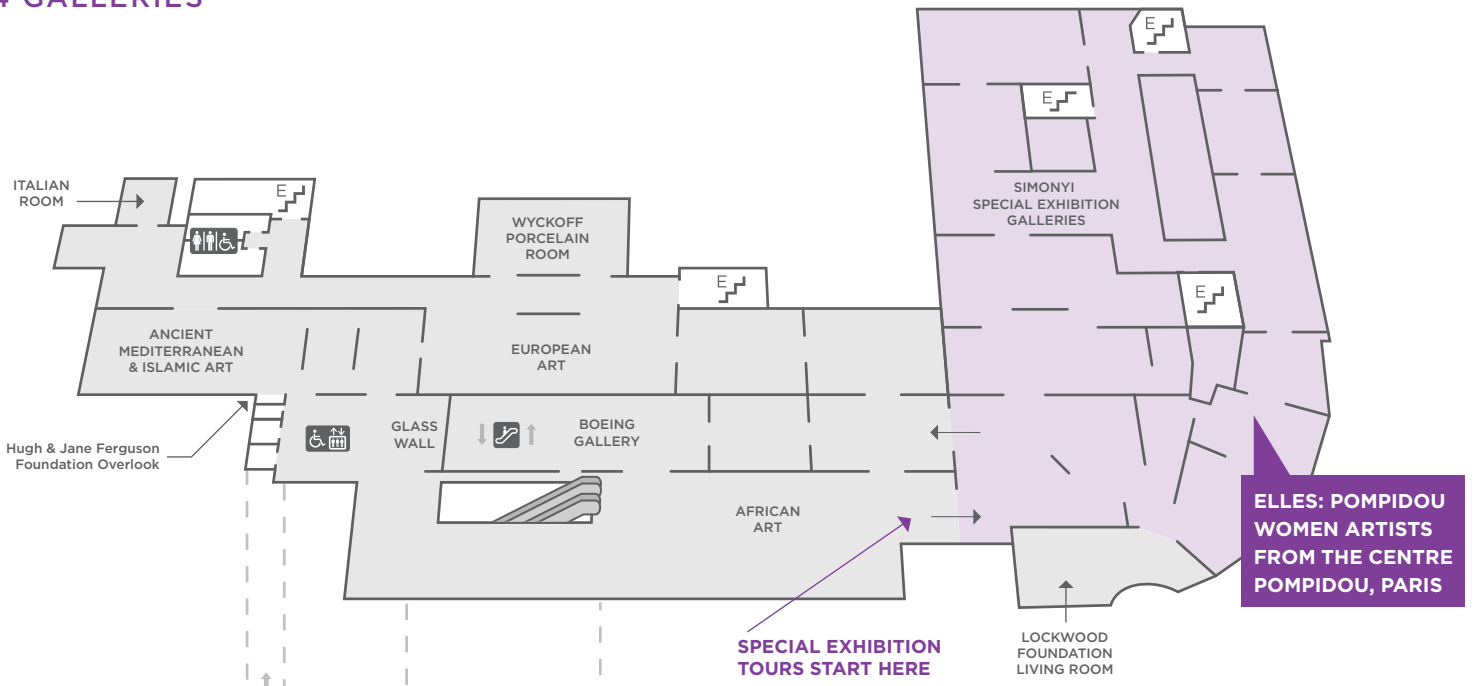 4 GALLERIES
E
E
ITALIAN
ROOM
E
SIMONYI
SPECIAL EXHIBITION
GALLERIES
WYCKOFF
PORCELAIN
ROOM
E
E
ANCIENT
MEDITERRANEAN
& ISLAMIC ART
EUROPEAN
ART
Hugh & Jane Ferguson
Foundation Overlook
GLASS
WALL
BOEING
GALLERY
AFRICAN
ART
ELLES: POMPIDOU
WOMEN ARTISTS
FROM THE CENTRE
POMPIDOU, PARIS
SPECIAL EXHIBITION
TOURS START HERE
LOCKWOOD
FOUNDATION
LIVING ROOM